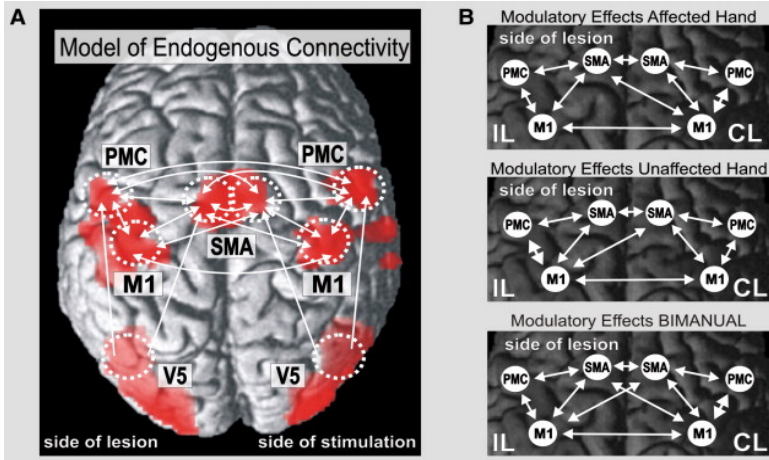 A
Model of Endogenous Connectivity
PMC
PMC
SMA
M1
M1
V5
V5
side of lesion
side of stimulation
B
Modulatory Effects Affected Hand
side of lesion
SMA
SMA
PMC
PMC
M1
M1
IL
CL
Modulatory Effects Unaffected Hand
side of lesion
SMA
SMA
PMC
PMC
M1
M1
IL
CL
Modulatory Effects BIMANUAL
side of lesion
SMA
SMA
PMC
PMC
M1
M1
IL
CL